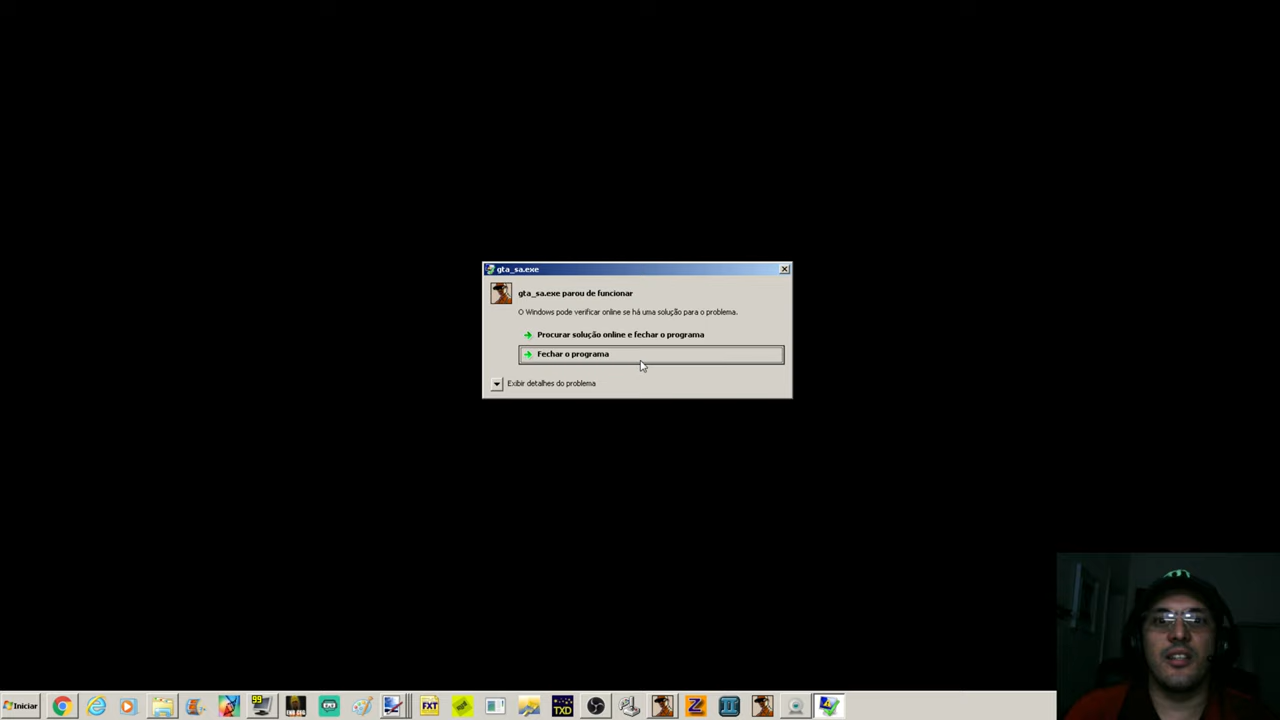 gta_sa.exe
gta_sa.exe parou de funcionar
O Windows pode verificar online se há uma solução para o problema.
Procurar solução online e fechar o programa
Fechar o programa
Exibir detalhes do problema
Iniciar
99
FXT
TXD